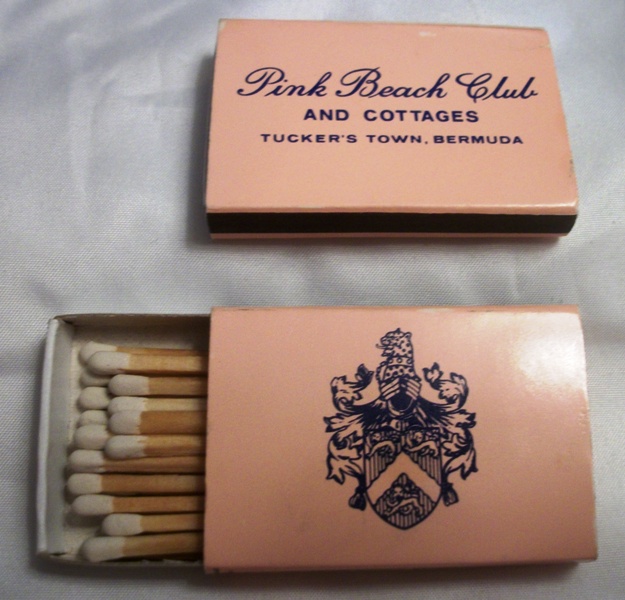 Pink Beach Club
AND COTTAGES
TUCKER'S TOWN, BERMUDA